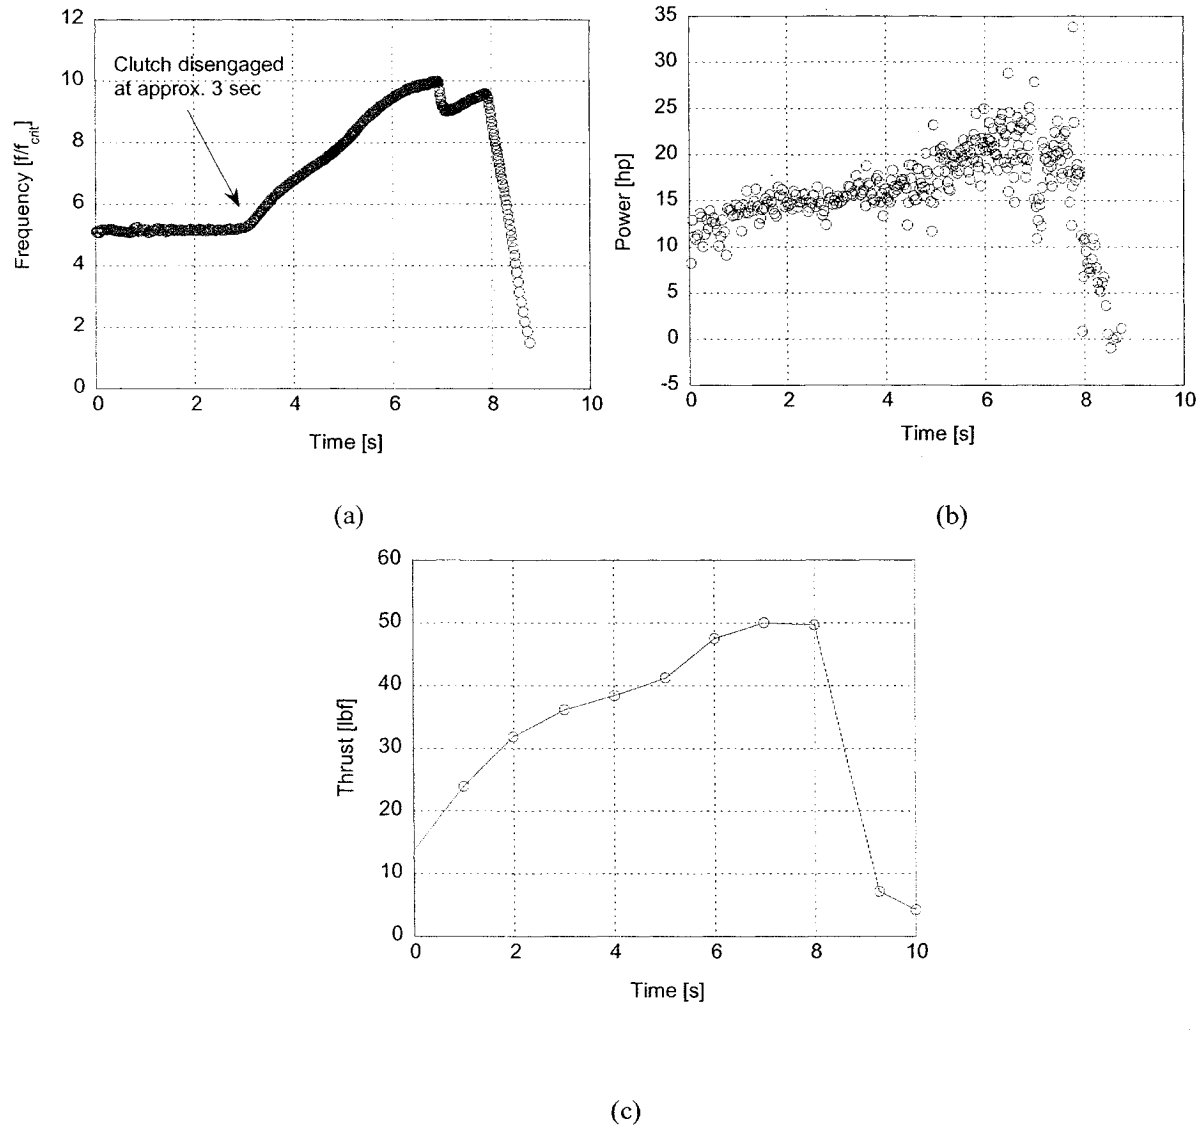 12
10
8
6
4
2
0
Frequency [f/f_crit]
Clutch disengaged
at approx. 3 sec
0 2 4 6 8 10
Time [s]
(a)
35
30
25
20
15
10
5
0
-5
Power [hp]
0 2 4 6 8 10
Time [s]
(b)
60
50
40
30
20
10
0
Thrust [lbf]
0 2 4 6 8 10
Time [s]
(c)